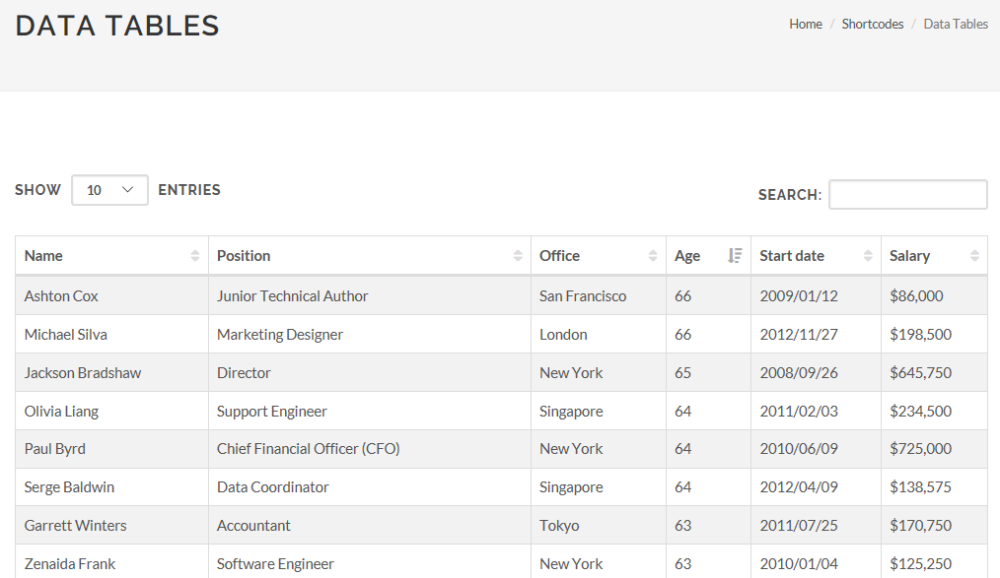 DATA TABLES
Home / Shortcodes / Data Tables
SHOW 10 ENTRIES
SEARCH:
Name Position Office Age Start date Salary
Ashton Cox Junior Technical Author San Francisco 66 2009/01/12 $86,000
Michael Silva Marketing Designer London 66 2012/11/27 $198,500
Jackson Bradshaw Director New York 65 2008/09/26 $645,750
Olivia Liang Support Engineer Singapore 64 2011/02/03 $234,500
Paul Byrd Chief Financial Officer (CFO) New York 64 2010/06/09 $725,000
Serge Baldwin Data Coordinator Singapore 64 2012/04/09 $138,575
Garrett Winters Accountant Tokyo 63 2011/07/25 $170,750
Zenaida Frank Software Engineer New York 63 2010/01/04 $125,250